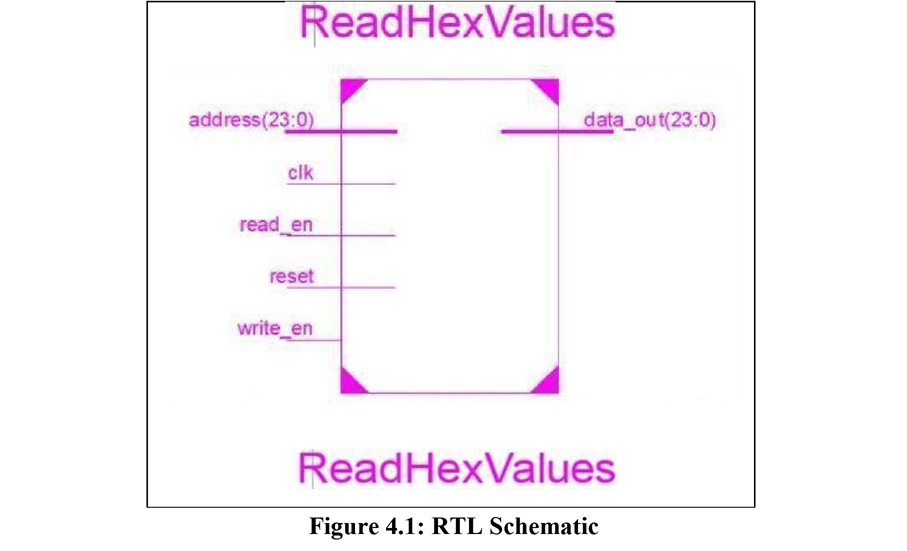 ReadHexValues
address(23:0)
data_out(23:0)
clk
read_en
reset
write_en
ReadHexValues
Figure 4.1: RTL Schematic